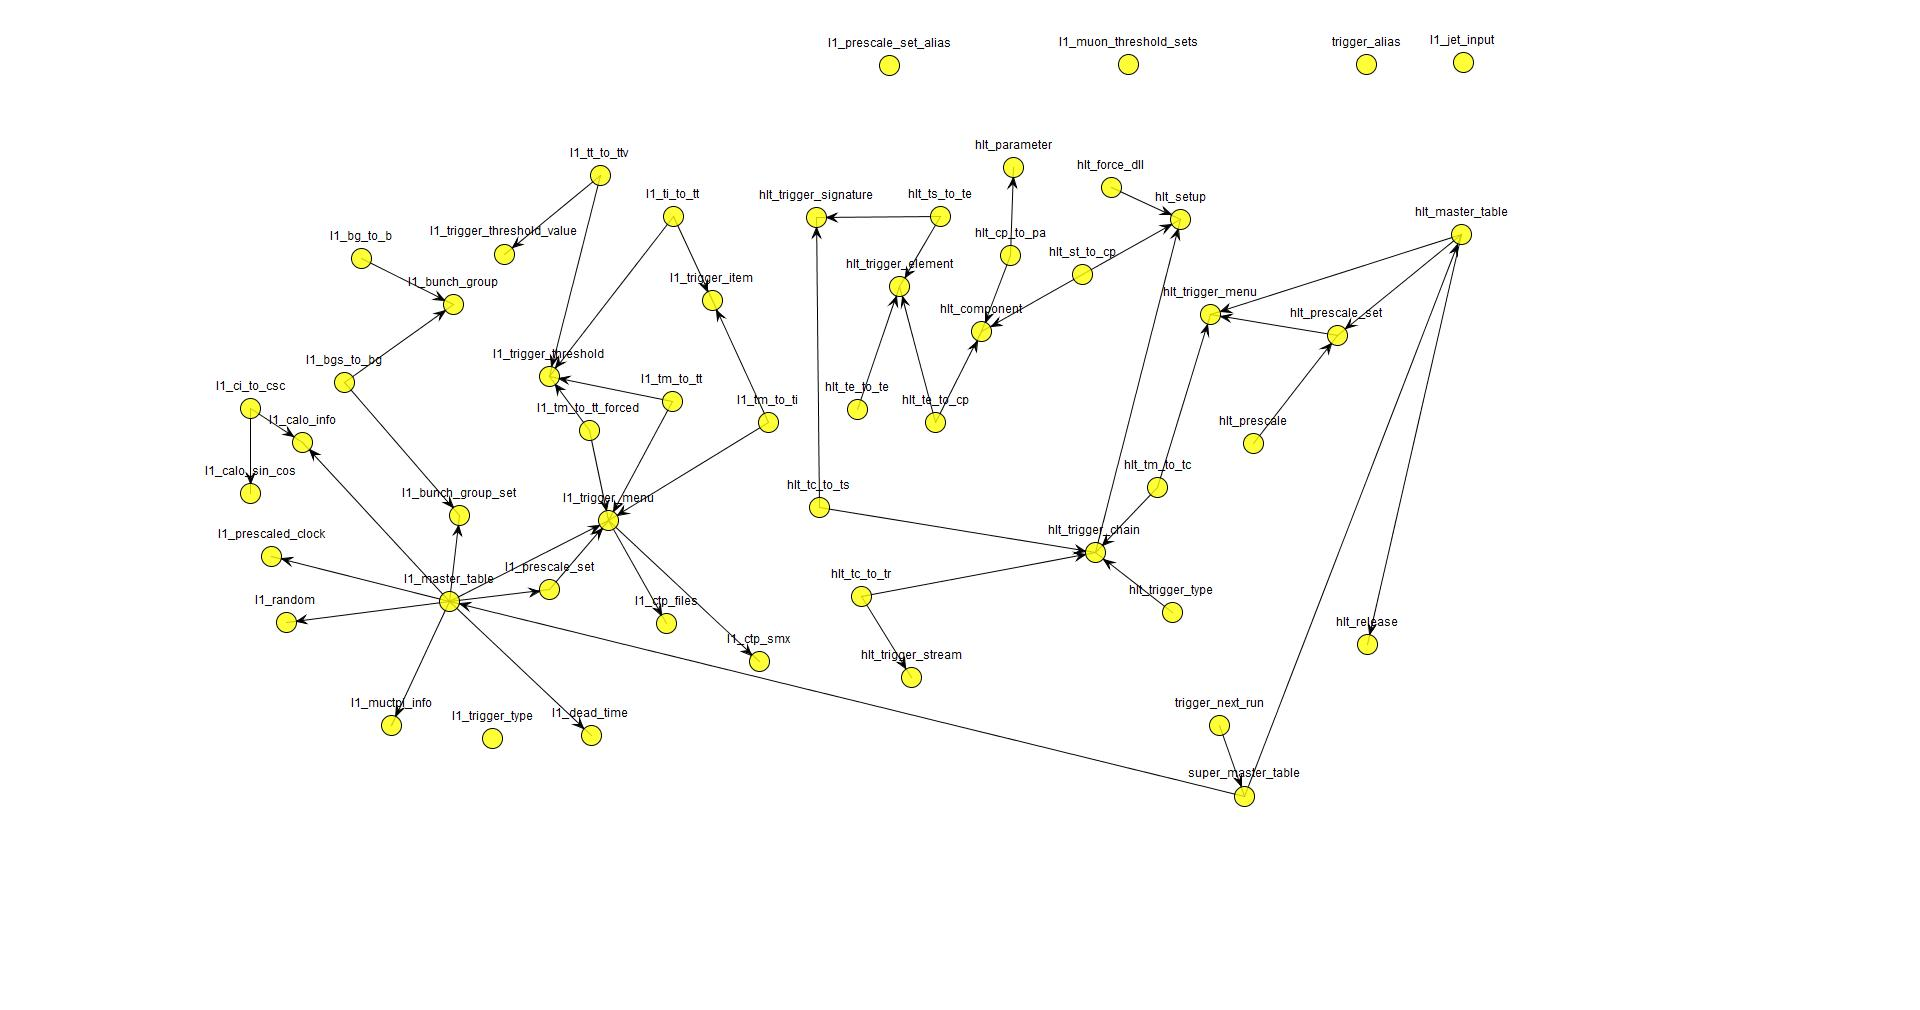 l1_jet_input
l1_prescale_set_alias
l1_muon_threshold_sets
trigger_alias
hlt_parameter
l1_tt_to_ttv
hlt_force_dll
l1_ti_to_tt
hlt_trigger_signature
hlt_ts_to_te
hlt_setup
hlt_master_table
l1_bg_to_b
l1_trigger_threshold_value
hlt_cp_to_pa
hlt_st_to_cp
hlt_trigger_element
l1_trigger_item
l1_bunch_group
hlt_trigger_menu
hlt_component
hlt_prescale_set
l1_bgs_to_bg
l1_trigger_threshold
l1_ci_to_csc
l1_tm_to_tt
hlt_te_to_te
l1_tm_to_tt_forced
l1_tm_to_ti
hlt_te_to_cp
l1_calo_info
hlt_prescale
l1_calo_sin_cos
hlt_tm_to_tc
hlt_tc_to_ts
l1_bunch_group_set
l1_trigger_menu
l1_prescaled_clock
hlt_trigger_chain
l1_prescale_set
hlt_tc_to_tr
l1_master_table
hlt_trigger_type
l1_random
l1_ctp_files
hlt_release
l1_ctp_smx
hlt_trigger_stream
l1_muctpi_info
trigger_next_run
l1_trigger_type
l1_dead_time
super_master_table